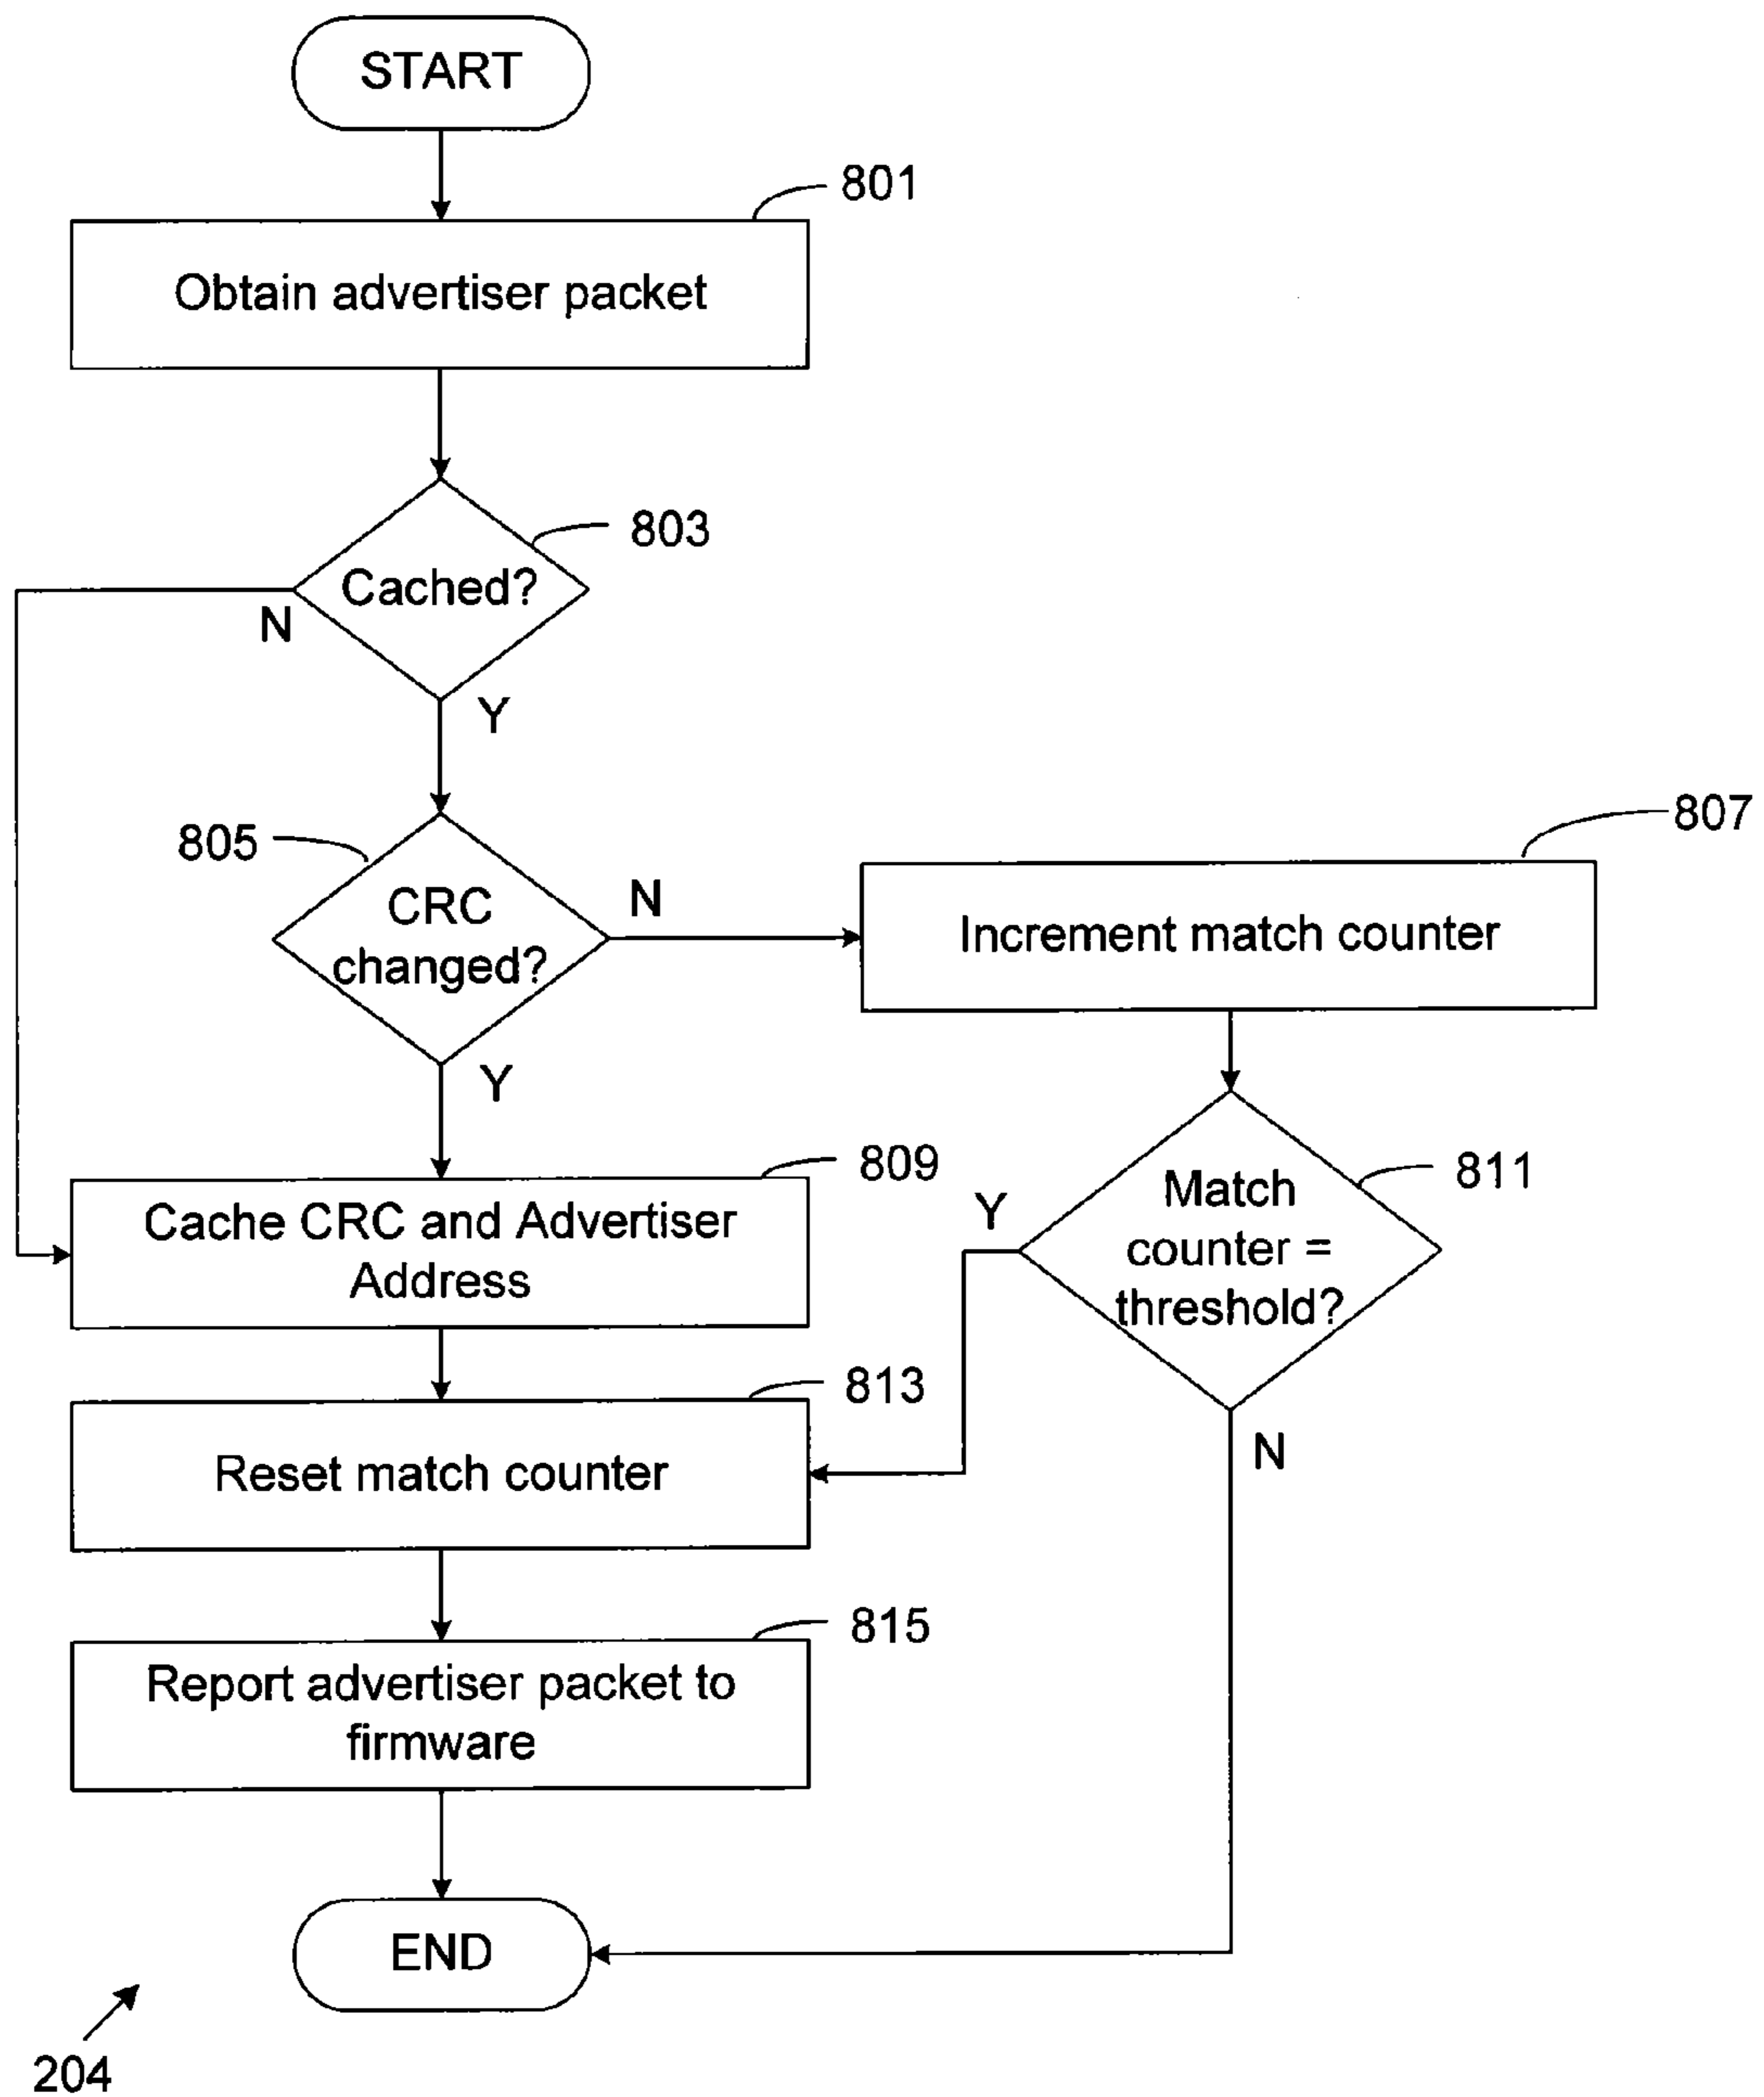 START
801
Obtain advertiser packet
803
Cached?
N
Y
805
CRC
changed?
N
807
Increment match counter
Y
809
Cache CRC and Advertiser
Address
811
Match
counter =
threshold?
Y
N
813
Reset match counter
815
Report advertiser packet to
firmware
END
204